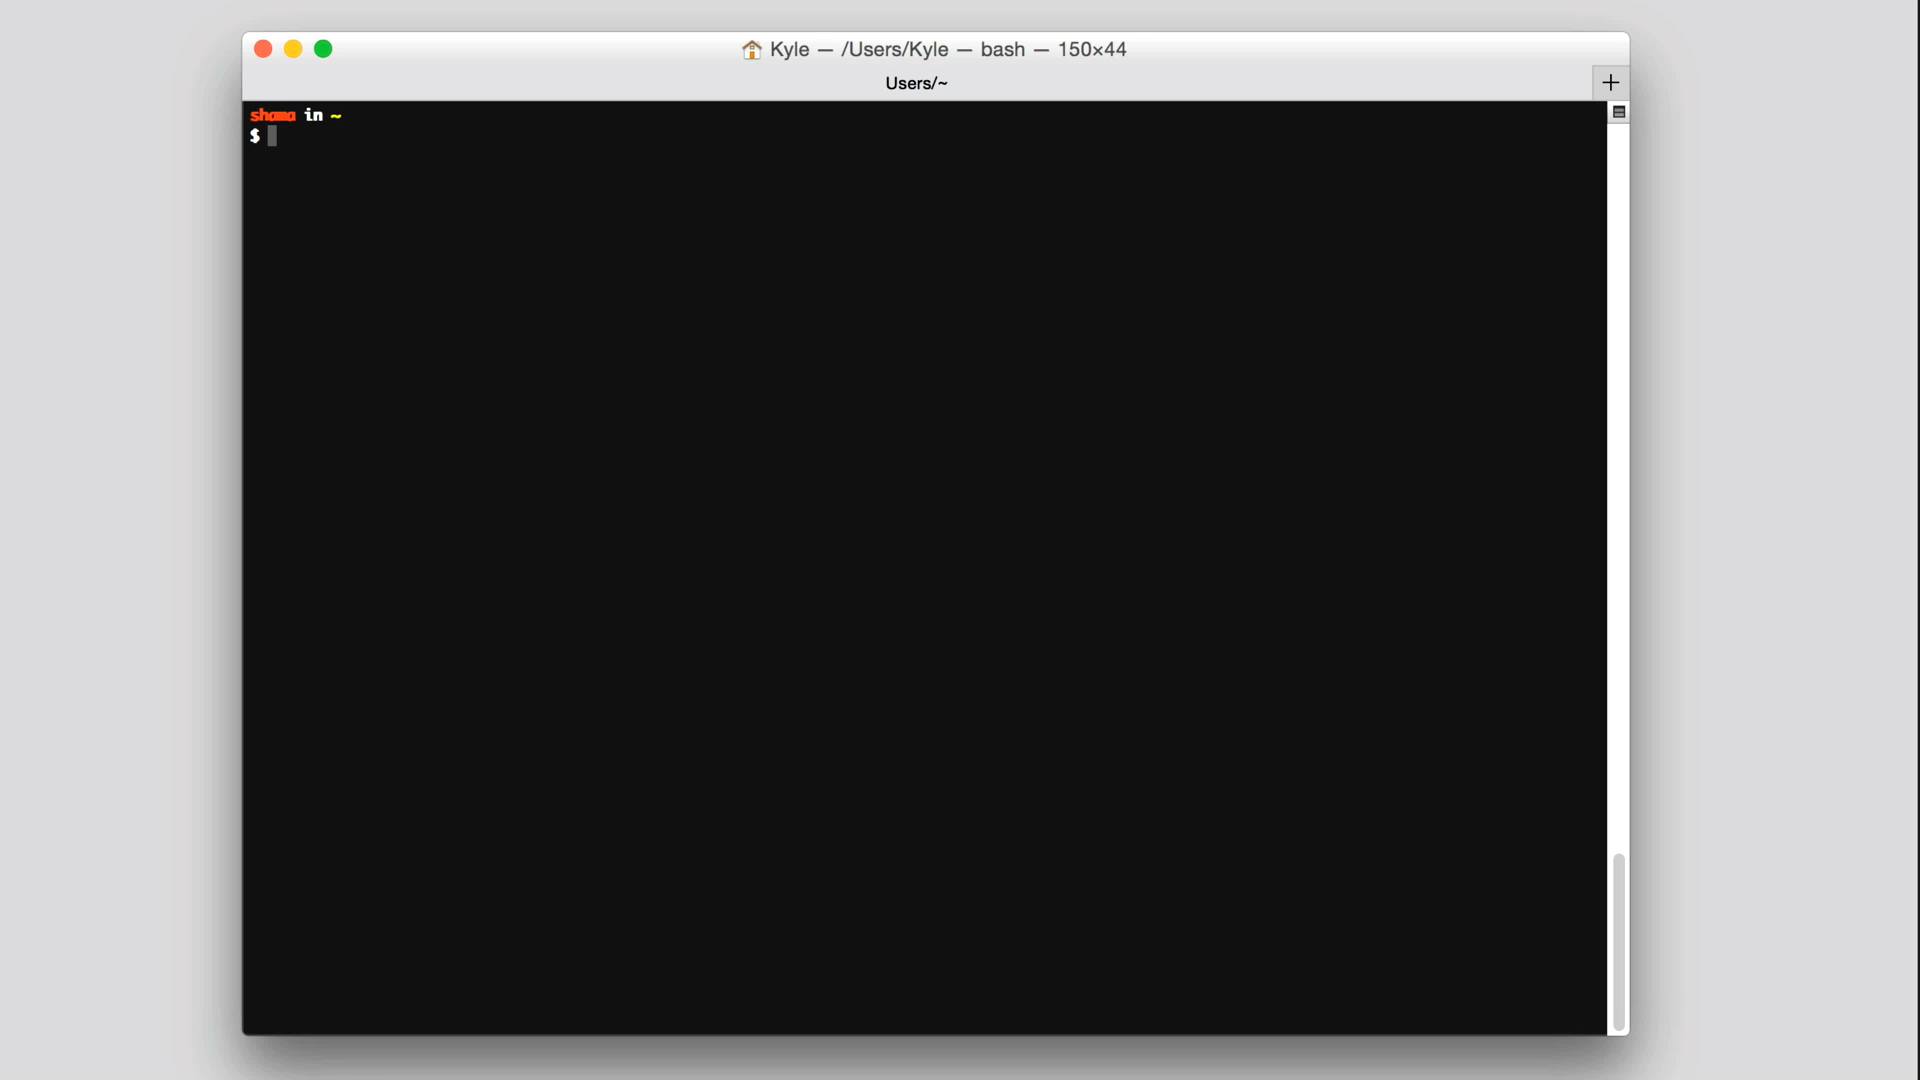 Kyle — /Users/Kyle — bash — 150×44
Users/~
+
shama in ~
$